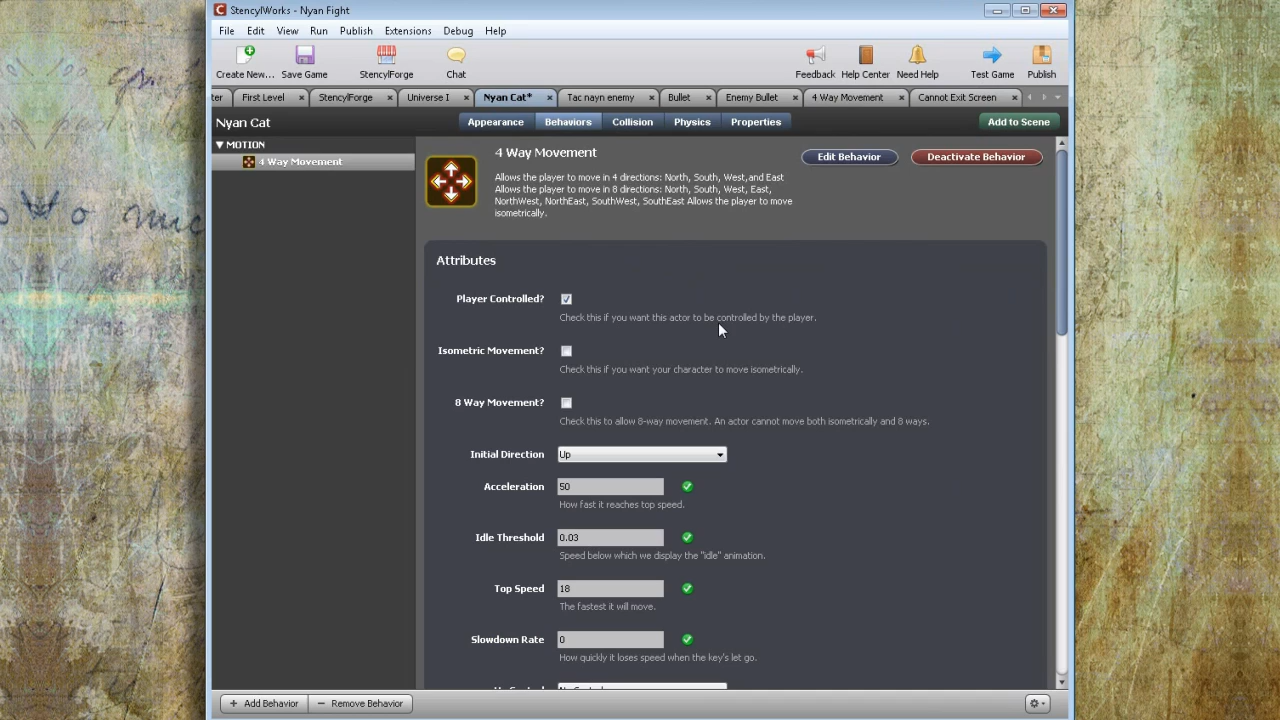 StencylWorks - Nyan Fight
File Edit View Run Publish Extensions Debug Help
Create New... Save Game StencylForge Chat Feedback Help Center Need Help Test Game Publish
ter First Level StencylForge Universe I Nyan Cat* Tac nayn enemy Bullet Enemy Bullet 4 Way Movement Cannot Exit Screen
Nyan Cat Appearance Behaviors Collision Physics Properties Add to Scene
MOTION
4 Way Movement
4 Way Movement Edit Behavior Deactivate Behavior
Allows the player to move in 4 directions: North, South, West,and East
Allows the player to move in 8 directions: North, South, West, East,
NorthWest, NorthEast, SouthWest, SouthEast Allows the player to move
isometrically.
Attributes
Player Controlled?
Check this if you want this actor to be controlled by the player.
Isometric Movement?
Check this if you want your character to move isometrically.
8 Way Movement?
Check this to allow 8-way movement. An actor cannot move both isometrically and 8 ways.
Initial Direction Up
Acceleration 50
How fast it reaches top speed.
Idle Threshold 0.03
Speed below which we display the "idle" animation.
Top Speed 18
The fastest it will move.
Slowdown Rate 0
How quickly it loses speed when the key's let go.
Add Behavior Remove Behavior